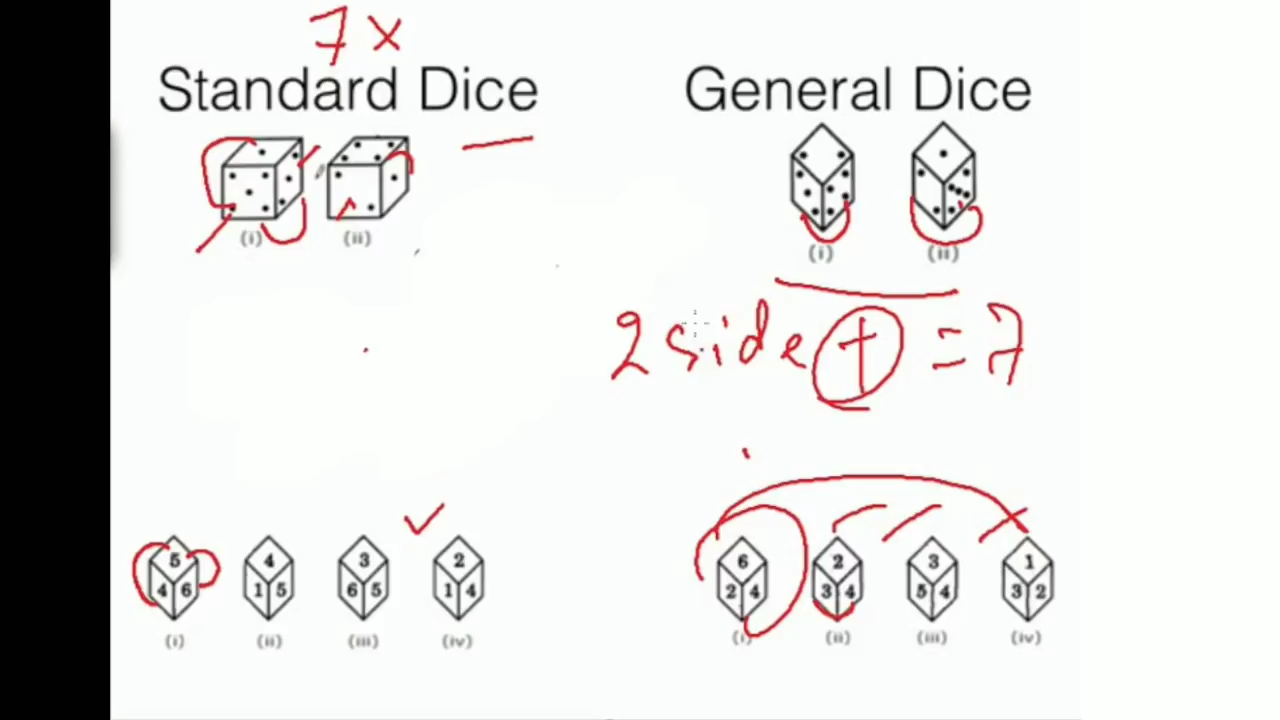 7 x
Standard Dice
General Dice
(i) (ii)
(i) (ii)
2 side + = 7
5 4 6
4 1 5
3 6 5
2 1 4
6 2 4
2 3 4
3 5 4
1 3 2
(i) (ii) (iii) (iv)
(i) (ii) (iii) (iv)